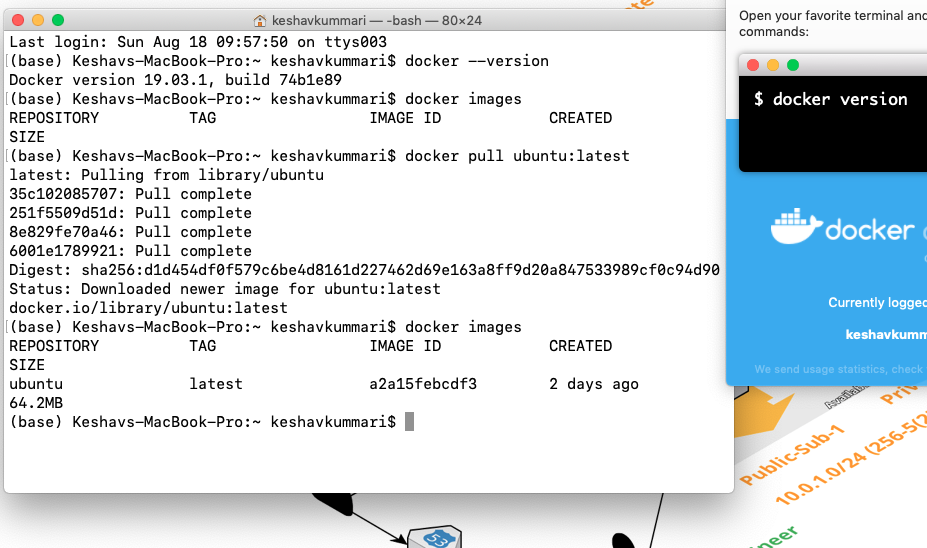 keshavkummari — -bash — 80×24
Last login: Sun Aug 18 09:57:50 on ttys003
(base) Keshavs-MacBook-Pro:~ keshavkummari$ docker --version
Docker version 19.03.1, build 74b1e89
(base) Keshavs-MacBook-Pro:~ keshavkummari$ docker images
REPOSITORY          TAG                 IMAGE ID            CREATED
SIZE
(base) Keshavs-MacBook-Pro:~ keshavkummari$ docker pull ubuntu:latest
latest: Pulling from library/ubuntu
35c102085707: Pull complete
251f5509d51d: Pull complete
8e829fe70a46: Pull complete
6001e1789921: Pull complete
Digest: sha256:d1d454df0f579c6be4d8161d227462d69e163a8ff9d20a847533989cf0c94d90
Status: Downloaded newer image for ubuntu:latest
docker.io/library/ubuntu:latest
(base) Keshavs-MacBook-Pro:~ keshavkummari$ docker images
REPOSITORY          TAG                 IMAGE ID            CREATED
SIZE
ubuntu              latest              a2a15febcdf3        2 days ago
64.2MB
(base) Keshavs-MacBook-Pro:~ keshavkummari$
Open your favorite terminal and
commands:
$ docker version
docker
Currently logged
keshavkumm
We send usage statistics, check
Public-Sub-1
10.0.1.0/24 (256-5(2
53